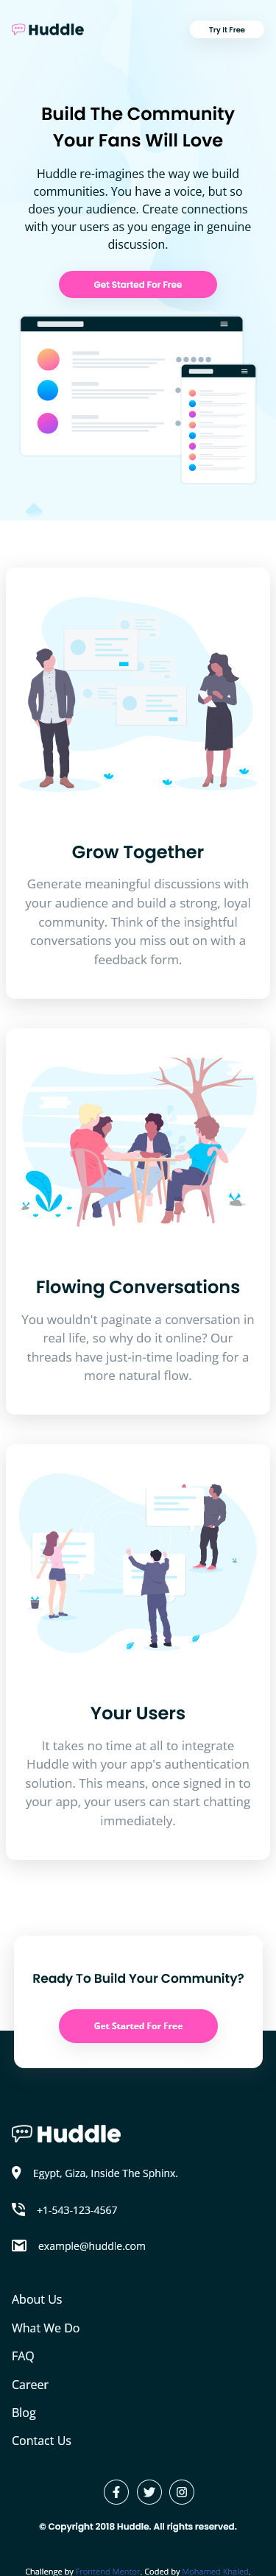 Huddle
Try It Free
Build The Community
Your Fans Will Love
Huddle re-imagines the way we build
communities. You have a voice, but so
does your audience. Create connections
with your users as you engage in genuine
discussion.
Get Started For Free
Grow Together
Generate meaningful discussions with
your audience and build a strong, loyal
community. Think of the insightful
conversations you miss out on with a
feedback form.
Flowing Conversations
You wouldn't paginate a conversation in
real life, so why do it online? Our
threads have just-in-time loading for a
more natural flow.
Your Users
It takes no time at all to integrate
Huddle with your app's authentication
solution. This means, once signed in to
your app, your users can start chatting
immediately.
Ready To Build Your Community?
Get Started For Free
Huddle
Egypt, Giza, Inside The Sphinx.
+1-543-123-4567
example@huddle.com
About Us
What We Do
FAQ
Career
Blog
Contact Us
© Copyright 2018 Huddle. All rights reserved.
Challenge by Frontend Mentor. Coded by Mohamed Khaled.